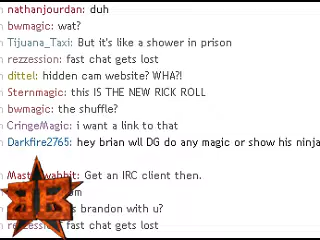 nathanjourdan: duh
bwmagic: wat?
Tijuana_Taxi: But it's like a shower in prison
rezzession: fast chat gets lost
dittel: hidden cam website? WHA?!
Sternmagic: this IS THE NEW RICK ROLL
bwmagic: the shuffle?
CringeMagic: i want a link to that
Darkfire2765: hey brian wll DG do any magic or show his ninja
Get an IRC client then.
brandon with u?
fast chat gets lost